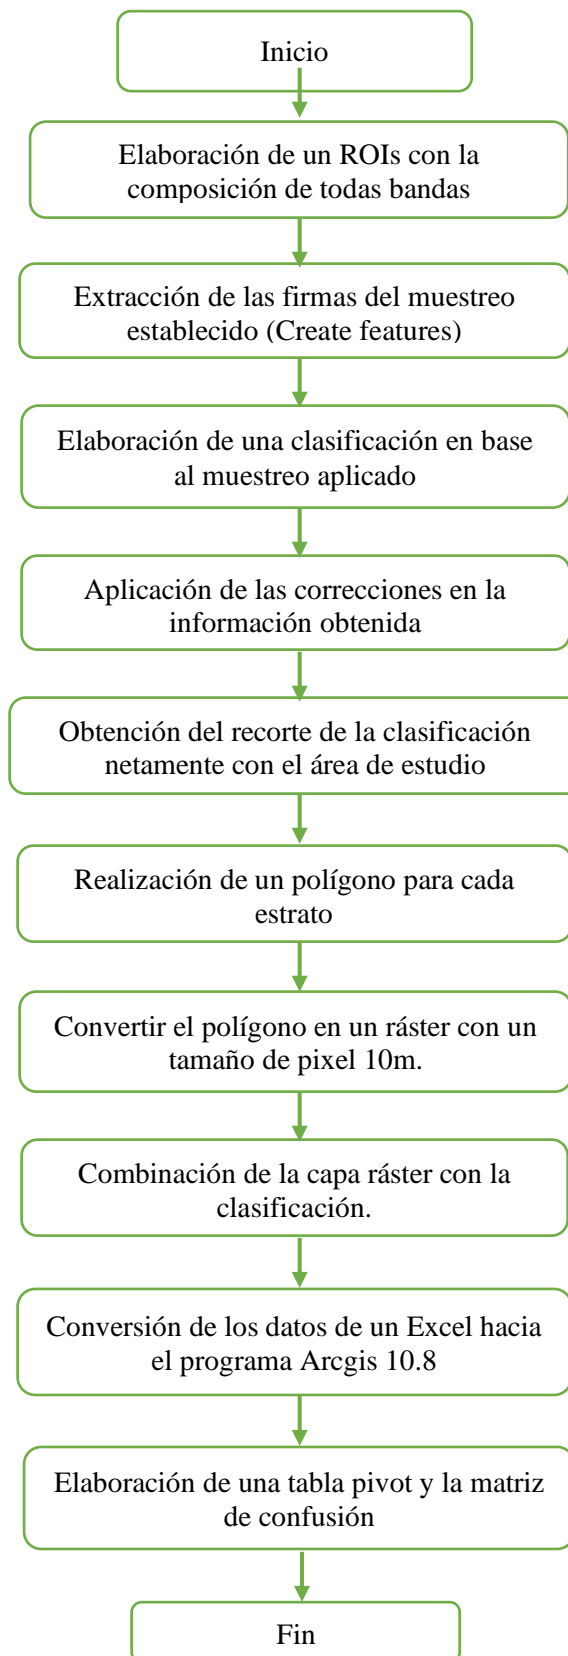 Inicio
Elaboración de un ROIs con la
composición de todas bandas
Extracción de las firmas del muestreo
establecido (Create features)
Elaboración de una clasificación en base
al muestreo aplicado
Aplicación de las correcciones en la
información obtenida
Obtención del recorte de la clasificación
netamente con el área de estudio
Realización de un polígono para cada
estrato
Convertir el polígono en un ráster con un
tamaño de pixel 10m.
Combinación de la capa ráster con la
clasificación.
Conversión de los datos de un Excel hacia
el programa Arcgis 10.8
Elaboración de una tabla pivot y la matriz
de confusión
Fin